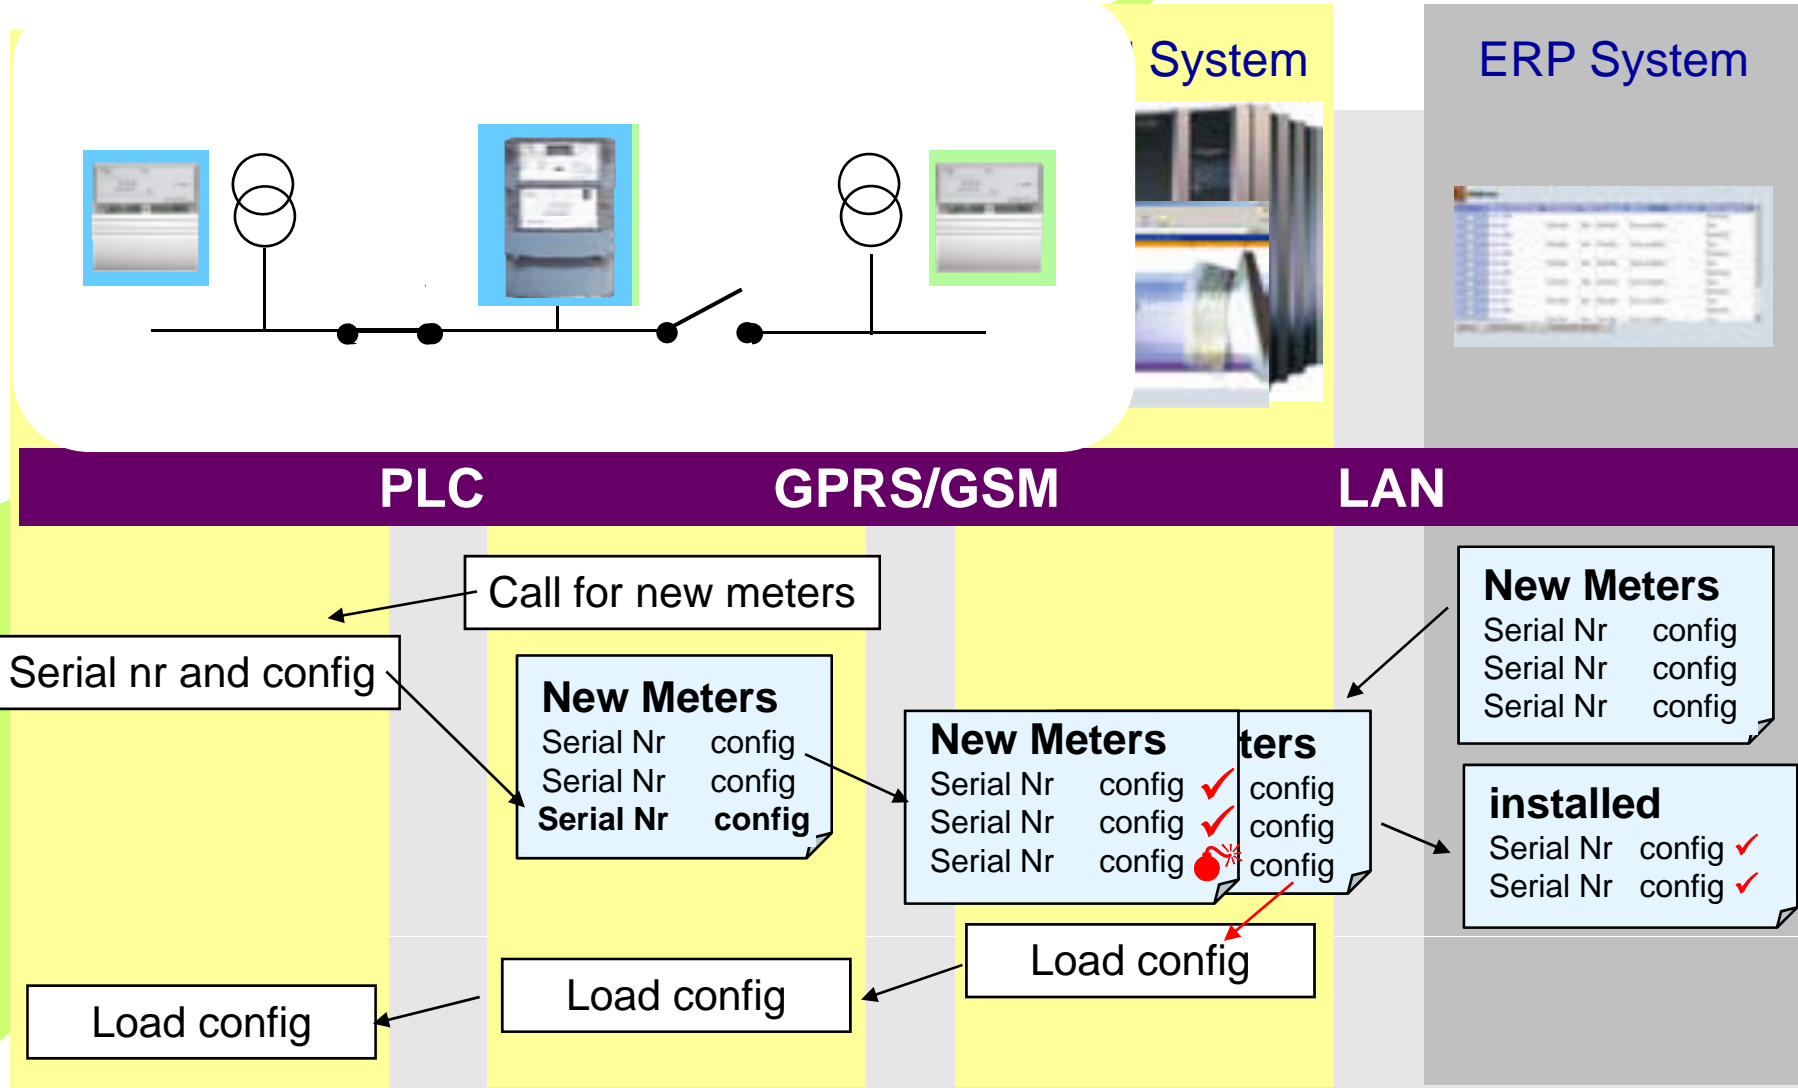 System
ERP System
PLC GPRS/GSM LAN
Call for new meters
Serial nr and config
New Meters
Serial Nr config
Serial Nr config
Serial Nr config
New Meters
Serial Nr config
Serial Nr config
Serial Nr config
ters
config
config
config
New Meters
Serial Nr config
Serial Nr config
Serial Nr config
installed
Serial Nr config
Serial Nr config
Load config
Load config
Load config